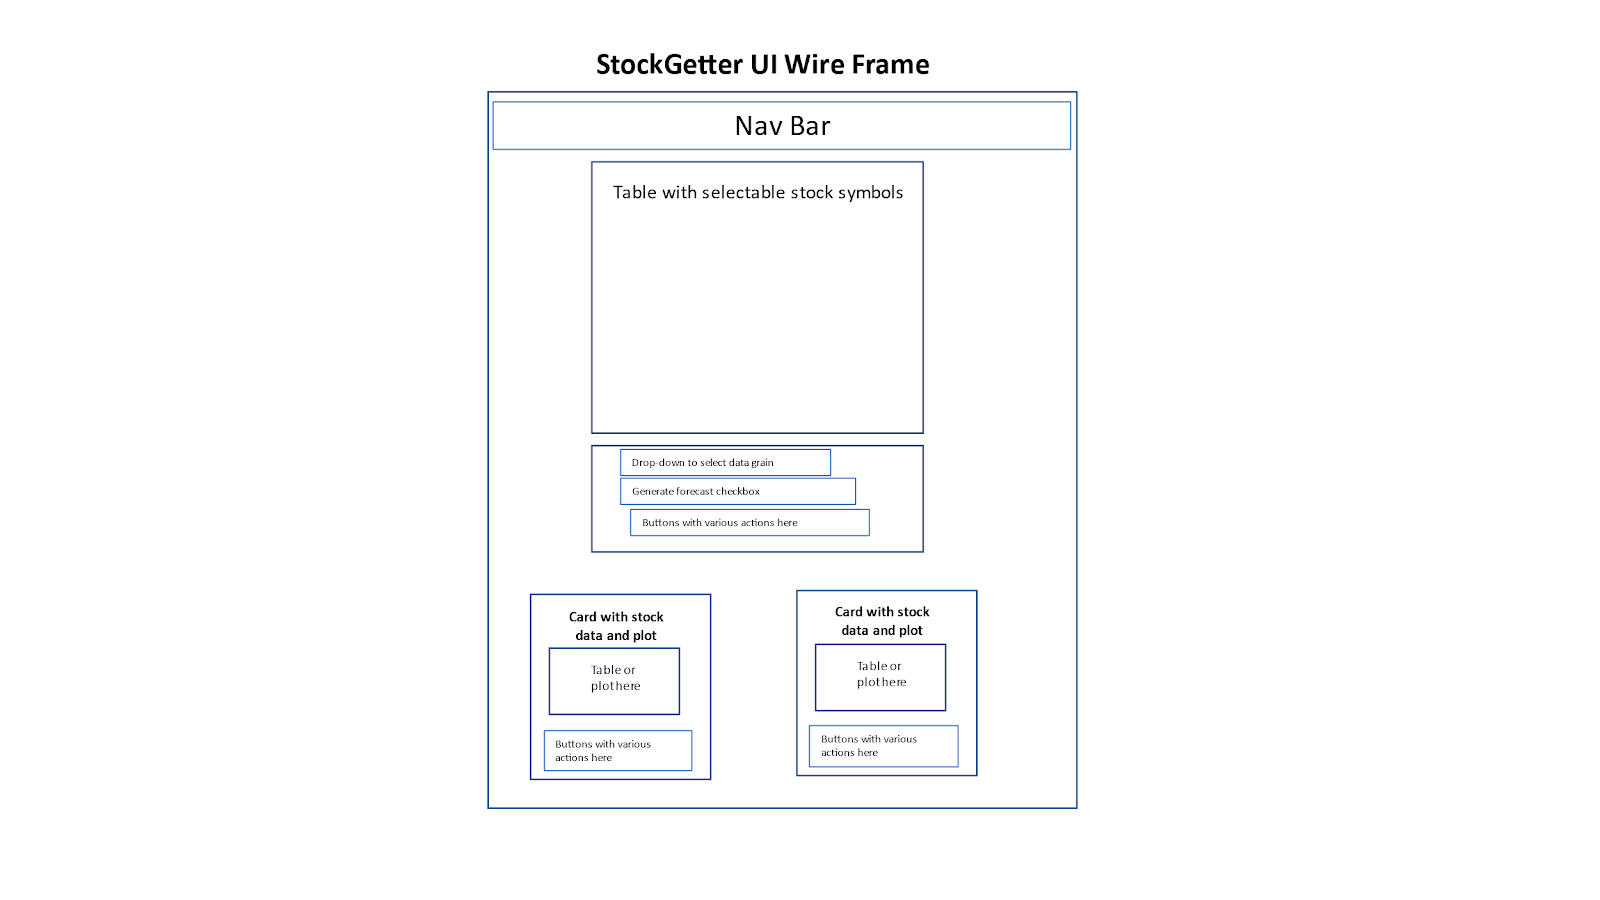 StockGetter UI Wire Frame
Nav Bar
Table with selectable stock symbols
Drop-down to select data grain
Generate forecast checkbox
Buttons with various actions here
Card with stock
data and plot
Table or
plot here
Buttons with various
actions here
Card with stock
data and plot
Table or
plot here
Buttons with various
actions here